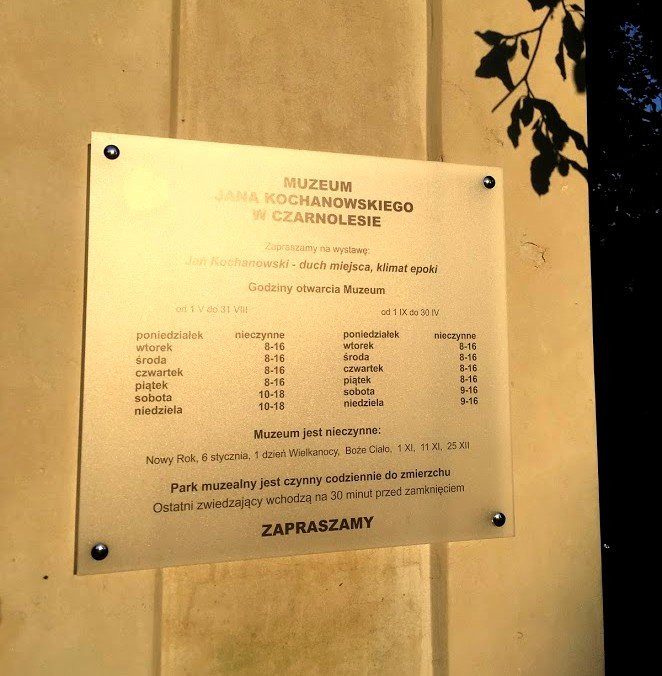 MUZEUM
JANA KOCHANOWSKIEGO
W CZARNOLESIE
Zapraszamy na wystawę:
Jan Kochanowski - duch miejsca, klimat epoki
Godziny otwarcia Muzeum
od 1 V do 31 VIII
poniedziałek nieczynne
wtorek 8-16
środa 8-16
czwartek 8-16
piątek 8-16
sobota 10-18
niedziela 10-18
od 1 IX do 30 IV
poniedziałek nieczynne
wtorek 8-16
środa 8-16
czwartek 8-16
piątek 8-16
sobota 9-16
niedziela 9-16
Muzeum jest nieczynne:
Nowy Rok, 6 stycznia, 1 dzień Wielkanocy, Boże Ciało, 1 XI, 11 XI, 25 XII
Park muzealny jest czynny codziennie do zmierzchu
Ostatni zwiedzający wchodzą na 30 minut przed zamknięciem
ZAPRASZAMY